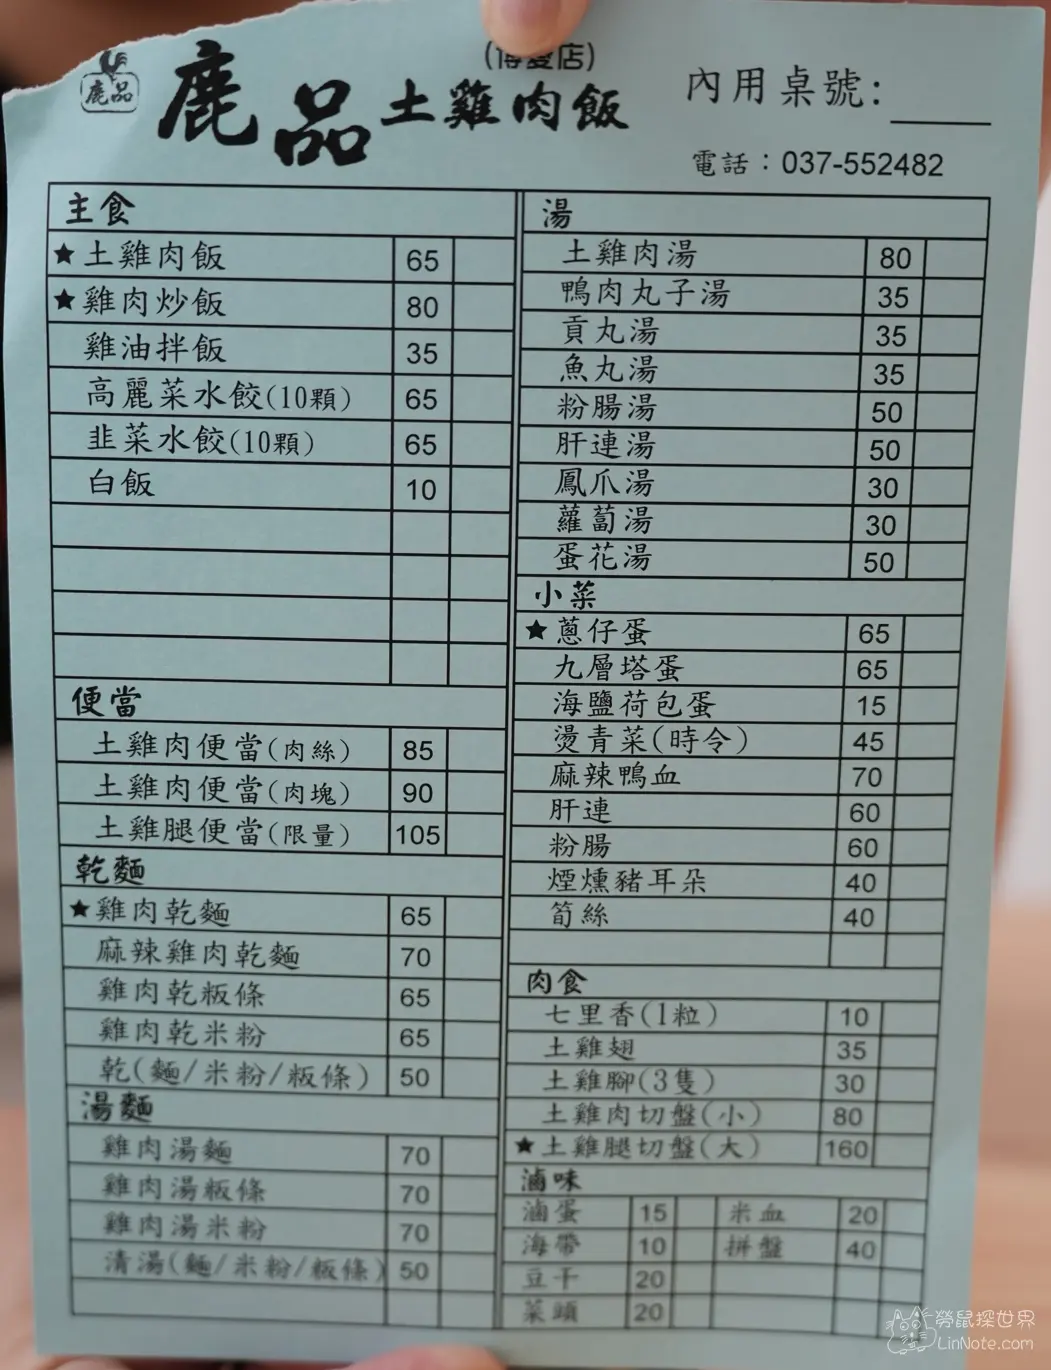 (博愛店)
鹿品
鹿品土雞肉飯
內用桌號:
電話：037-552482
主食
★土雞肉飯 65
★雞肉炒飯 80
雞油拌飯 35
高麗菜水餃(10顆) 65
韭菜水餃(10顆) 65
白飯 10
便當
土雞肉便當(肉絲) 85
土雞肉便當(肉塊) 90
土雞腿便當(限量) 105
乾麵
★雞肉乾麵 65
麻辣雞肉乾麵 70
雞肉乾粄條 65
雞肉乾米粉 65
乾(麵/米粉/粄條) 50
湯麵
雞肉湯麵 70
雞肉湯粄條 70
雞肉湯米粉 70
清湯(麵/米粉/粄條) 50
湯
土雞肉湯 80
鴨肉丸子湯 35
貢丸湯 35
魚丸湯 35
粉腸湯 50
肝連湯 50
鳳爪湯 30
蘿蔔湯 30
蛋花湯 50
小菜
★蔥仔蛋 65
九層塔蛋 65
海鹽荷包蛋 15
燙青菜(時令) 45
麻辣鴨血 70
肝連 60
粉腸 60
煙燻豬耳朵 40
筍絲 40
肉食
七里香(1粒) 10
土雞翅 35
土雞腳(3隻) 30
土雞肉切盤(小) 80
★土雞腿切盤(大) 160
滷味
滷蛋 15 米血 20
海帶 10 拼盤 40
豆干 20
菜頭 20
勞鼠探世界
LinNote.com